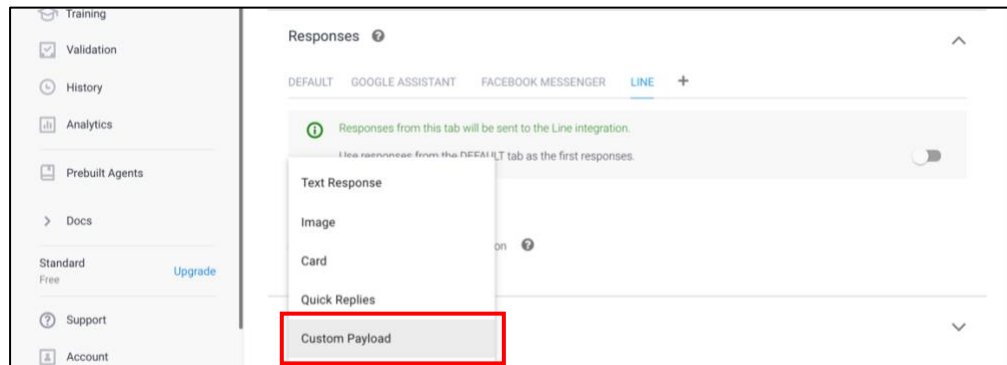 Training
Validation
History
Analytics
Prebuilt Agents
Docs
Standard
Free
Upgrade
Support
Account
Responses
DEFAULT GOOGLE ASSISTANT FACEBOOK MESSENGER LINE +
Responses from this tab will be sent to the Line integration.
Use responses from the DEFAULT tab as the first responses.
Text Response
Image
on
Card
Quick Replies
Custom Payload